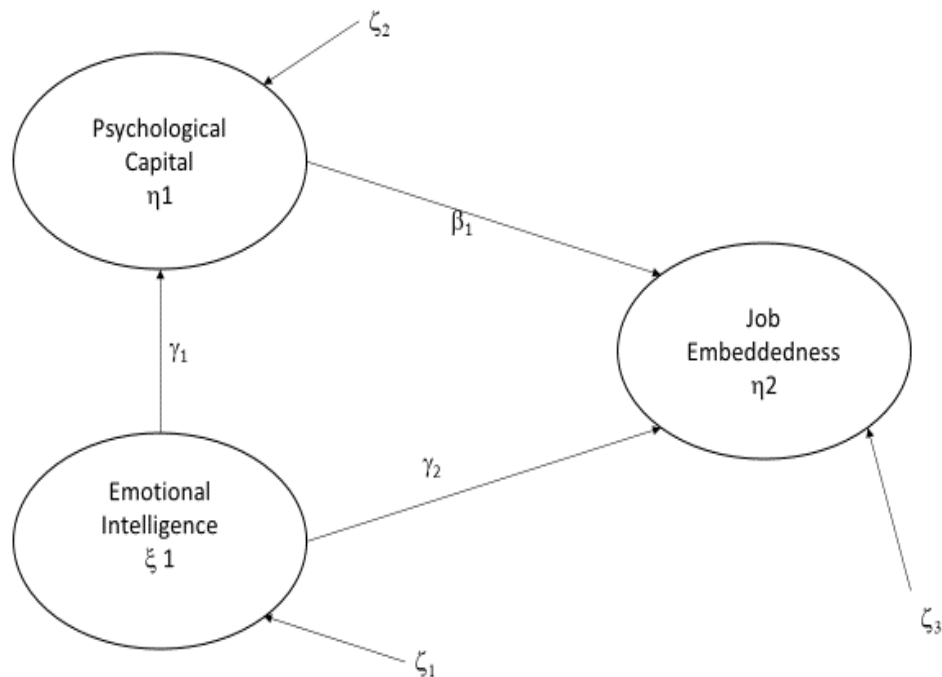 ζ2
Psychological
Capital
η1
β1
Job
Embeddedness
η2
γ1
γ2
Emotional
Intelligence
ξ 1
ζ3
ζ1